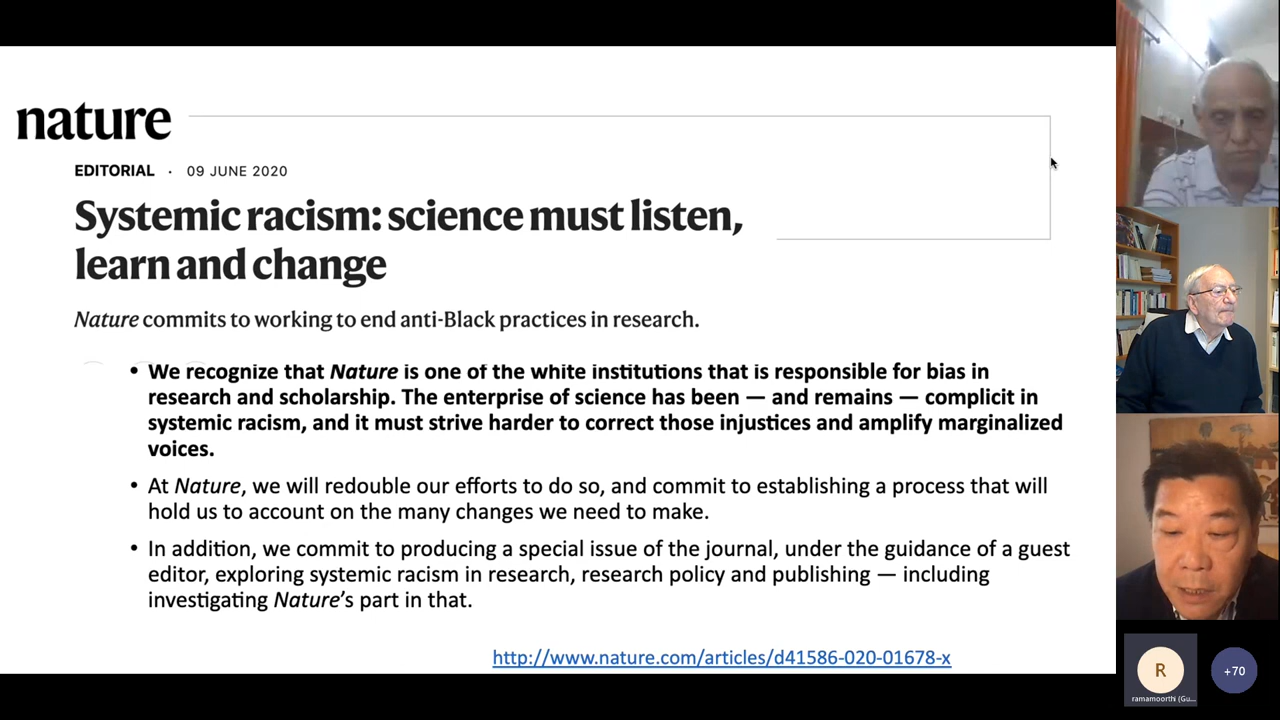 nature
EDITORIAL · 09 JUNE 2020
Systemic racism: science must listen,
learn and change
Nature commits to working to end anti-Black practices in research.
• We recognize that Nature is one of the white institutions that is responsible for bias in
research and scholarship. The enterprise of science has been — and remains — complicit in
systemic racism, and it must strive harder to correct those injustices and amplify marginalized
voices.
• At Nature, we will redouble our efforts to do so, and commit to establishing a process that will
hold us to account on the many changes we need to make.
• In addition, we commit to producing a special issue of the journal, under the guidance of a guest
editor, exploring systemic racism in research, research policy and publishing — including
investigating Nature's part in that.
http://www.nature.com/articles/d41586-020-01678-x
R
ramamoorthi (Gu...
+70